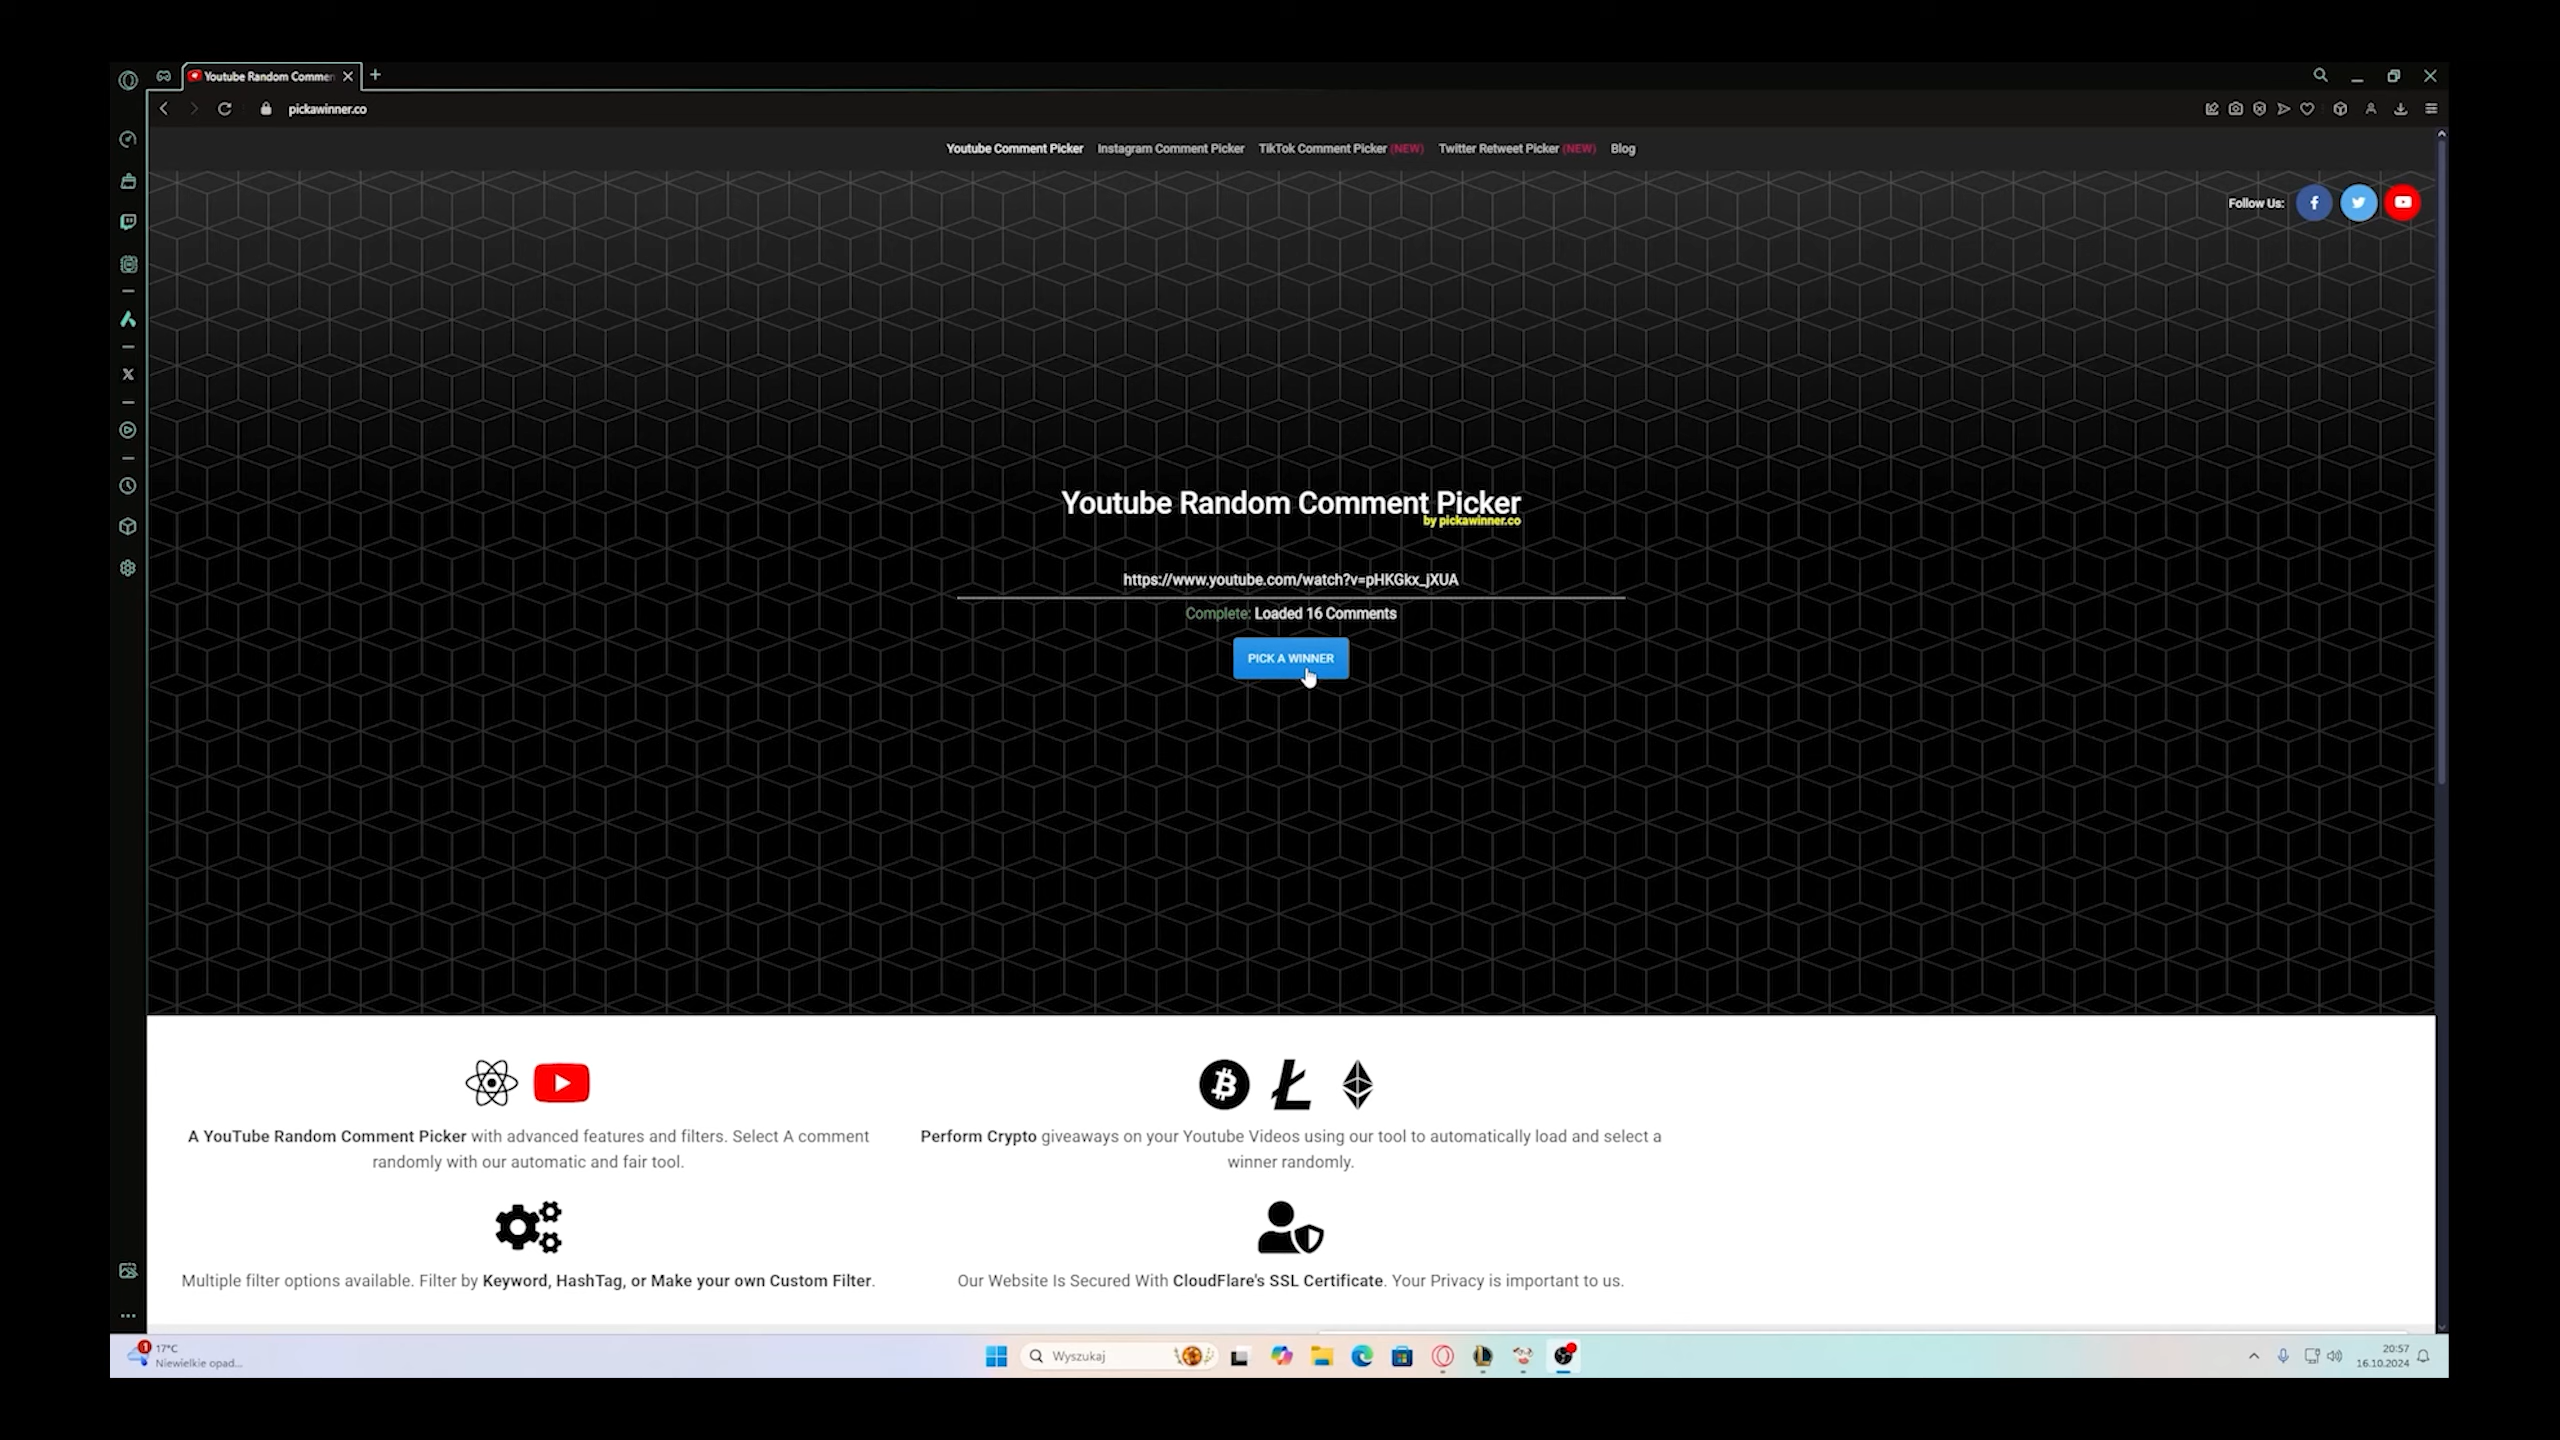 Youtube Random Commen
pickawinner.co
Youtube Comment Picker Instagram Comment Picker TikTok Comment Picker (NEW) Twitter Retweet Picker (NEW) Blog
Follow Us:
Youtube Random Comment Picker
by pickawinner.co
https://www.youtube.com/watch?v=pHKGkx_jXUA
Complete: Loaded 16 Comments
PICK A WINNER
A YouTube Random Comment Picker with advanced features and filters. Select A comment
randomly with our automatic and fair tool.
Perform Crypto giveaways on your Youtube Videos using our tool to automatically load and select a
winner randomly.
Multiple filter options available. Filter by Keyword, HashTag, or Make your own Custom Filter.
Our Website Is Secured With CloudFlare's SSL Certificate. Your Privacy is important to us.
1
17°C
Niewielkie opad...
Wyszukaj
20:57
16.10.2024